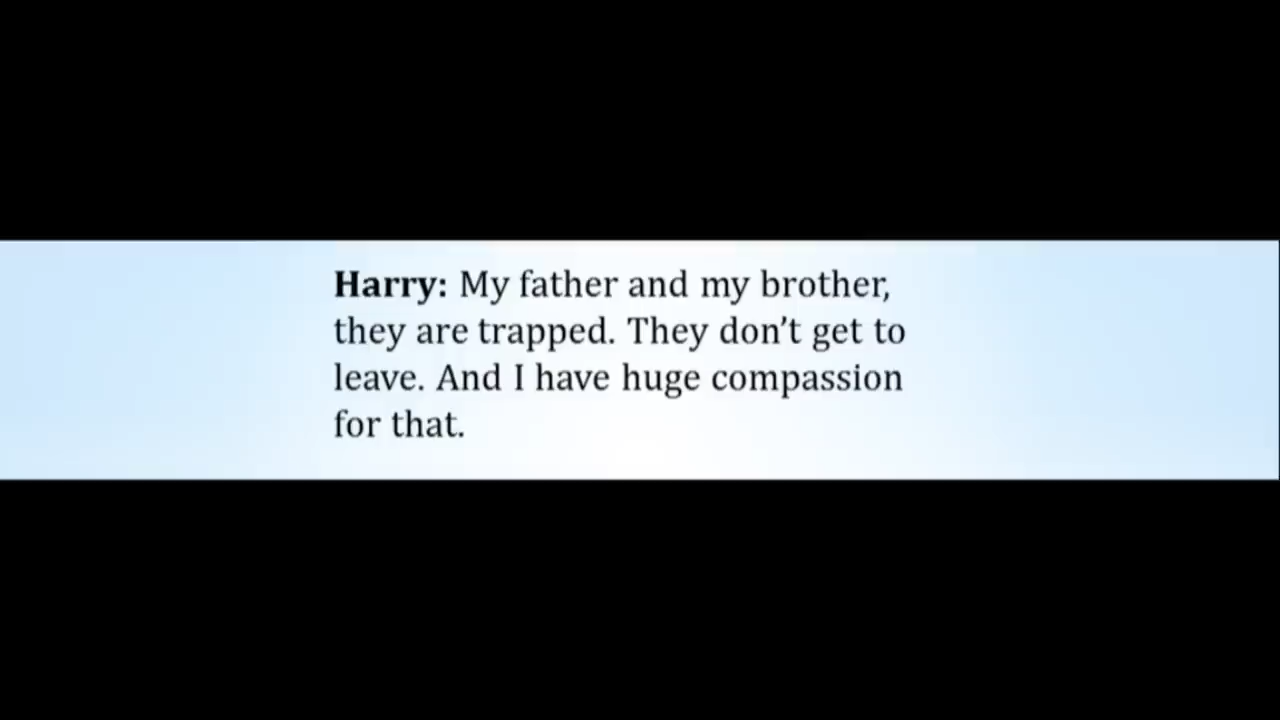 Harry: My father and my brother,
they are trapped. They don’t get to
leave. And I have huge compassion
for that.